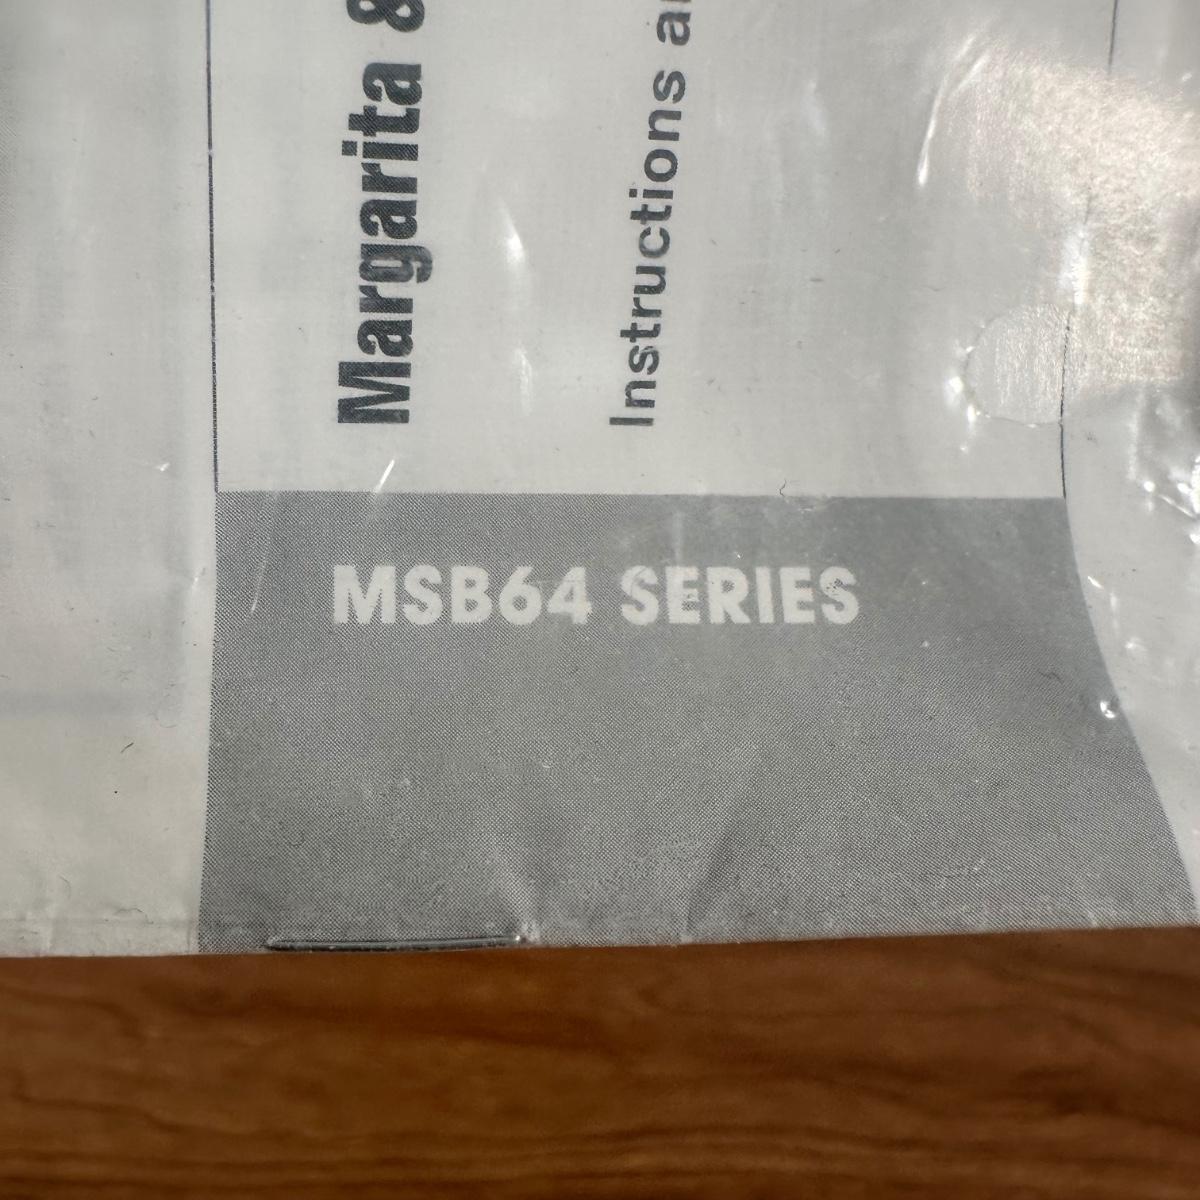 Margarita &
Instructions a
MSB64 SERIES